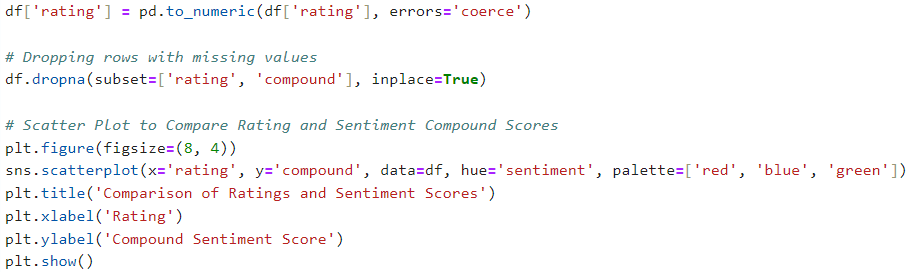 df['rating'] = pd.to_numeric(df['rating'], errors='coerce')
# Dropping rows with missing values
df.dropna(subset=['rating', 'compound'], inplace=True)
# Scatter Plot to Compare Rating and Sentiment Compound Scores
plt.figure(figsize=(8, 4))
sns.scatterplot(x='rating', y='compound', data=df, hue='sentiment', palette=['red', 'blue', 'green'])
plt.title('Comparison of Ratings and Sentiment Scores')
plt.xlabel('Rating')
plt.ylabel('Compound Sentiment Score')
plt.show()